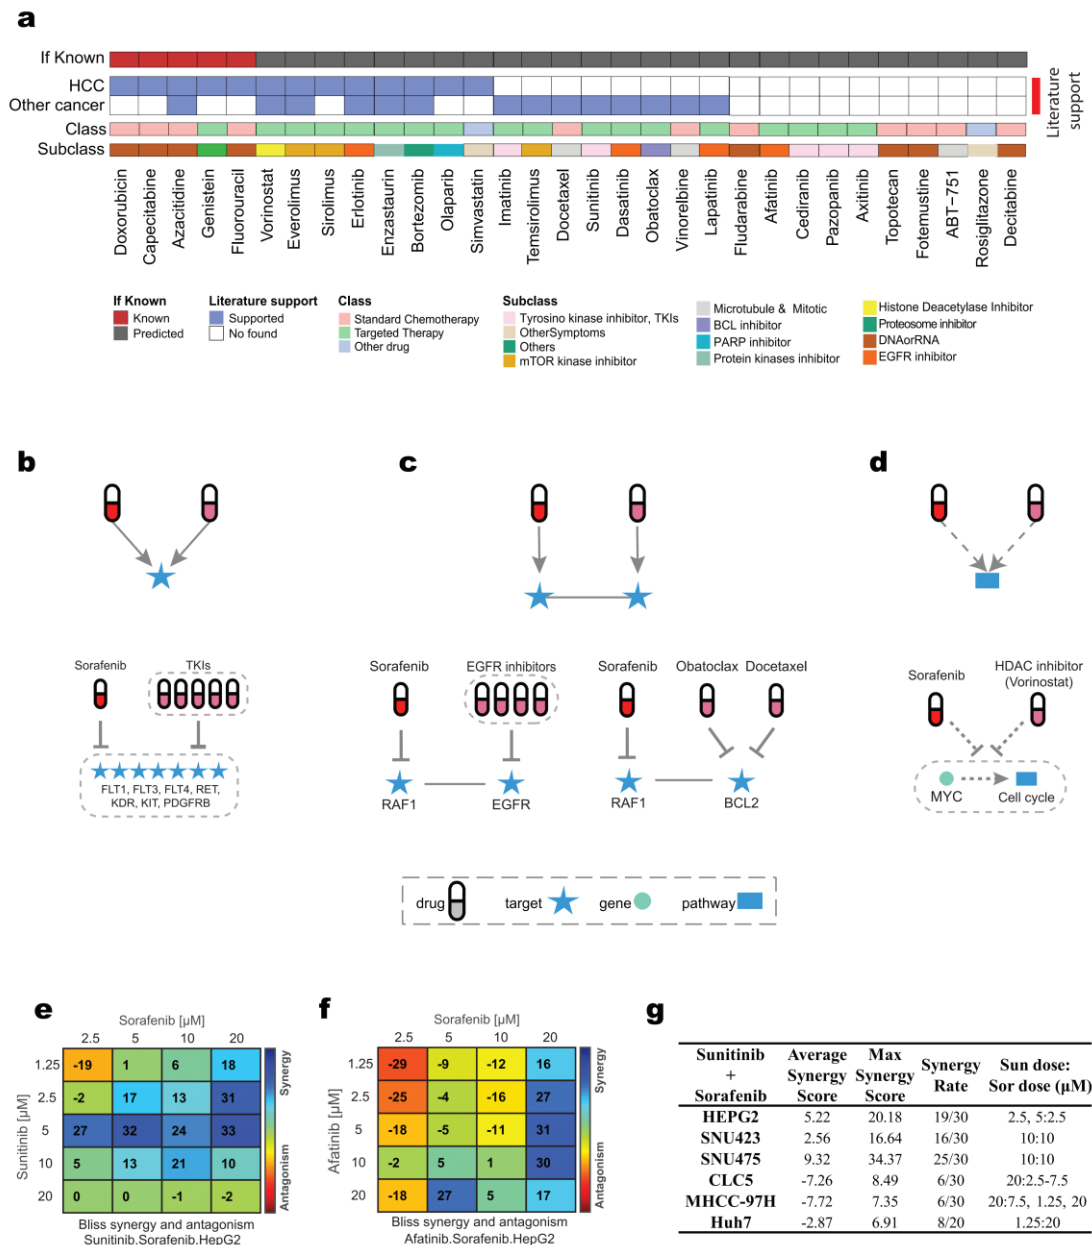 a
If Known
HCC
Other cancer
Class
Subclass
Literature support
Doxorubicin
Capecitabine
Azacitidine
Genistein
Fluorouracil
Vorinostat
Everolimus
Sirolimus
Erlotinib
Enzastaurin
Bortezomib
Olaparib
Simvastatin
Imatinib
Temsirolimus
Docetaxel
Sunitinib
Dasatinib
Obatoclax
Vinorelbine
Lapatinib
Fludarabine
Afatinib
Cediranib
Pazopanib
Axitinib
Topotecan
Fotemustine
ABT-751
Rosiglitazone
Decitabine
If Known
Known
Predicted
Literature support
Supported
No found
Class
Standard Chemotherapy
Targeted Therapy
Other drug
Subclass
Tyrosino kinase inhibitor, TKIs
OtherSymptoms
Others
mTOR kinase inhibitor
Microtubule & Mitotic
BCL inhibitor
PARP inhibitor
Protein kinases inhibitor
Histone Deacetylase Inhibitor
Proteosome inhibitor
DNAorRNA
EGFR inhibitor
b
Sorafenib
TKIs
FLT1, FLT3, FLT4, RET,
KDR, KIT, PDGFRB
c
Sorafenib
EGFR inhibitors
RAF1
EGFR
Sorafenib
Obatoclax
Docetaxel
RAF1
BCL2
d
Sorafenib
HDAC inhibitor
(Vorinostat)
MYC
Cell cycle
drug
target
gene
pathway
e
Sorafenib [µM]
2.5 5 10 20
Sunitinib [µM]
1.25 -19 1 6 18
2.5 -2 17 13 31
5 27 32 24 33
10 5 13 21 10
20 0 0 -1 -2
Synergy
Antagonism
Bliss synergy and antagonism
Sunitinib.Sorafenib.HepG2
f
Sorafenib [µM]
2.5 5 10 20
Afatinib [µM]
1.25 -29 -9 -12 16
2.5 -25 -4 -16 27
5 -18 -5 -11 31
10 -2 5 1 30
20 -18 27 5 17
Synergy
Antagonism
Bliss synergy and antagonism
Afatinib.Sorafenib.HepG2
g
Sunitinib + Sorafenib Average Synergy Score Max Synergy Score Synergy Rate Sun dose: Sor dose (µM)
HEPG2 5.22 20.18 19/30 2.5, 5:2.5
SNU423 2.56 16.64 16/30 10:10
SNU475 9.32 34.37 25/30 10:10
CLC5 -7.26 8.49 6/30 20:2.5-7.5
MHCC-97H -7.72 7.35 6/30 20:7.5, 1.25, 20
Huh7 -2.87 6.91 8/20 1.25:20